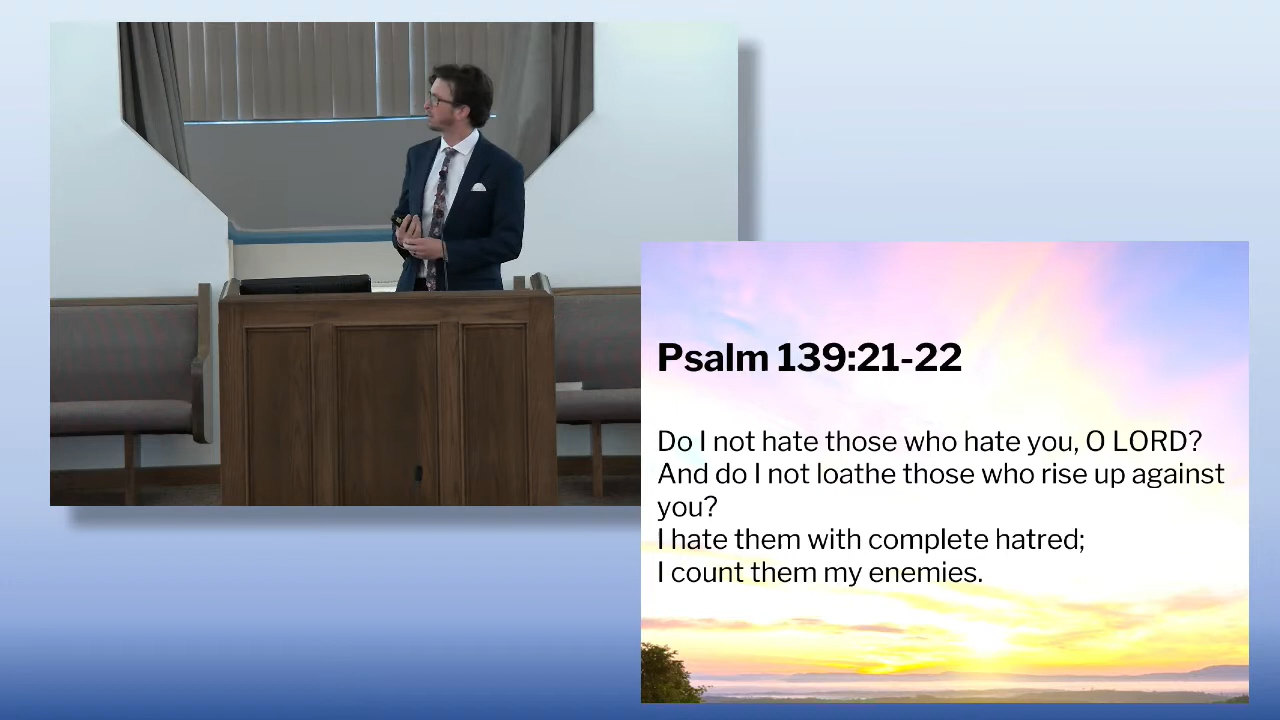 Psalm 139:21-22
Do I not hate those who hate you, O LORD?
And do I not loathe those who rise up against
you?
I hate them with complete hatred;
I count them my enemies.